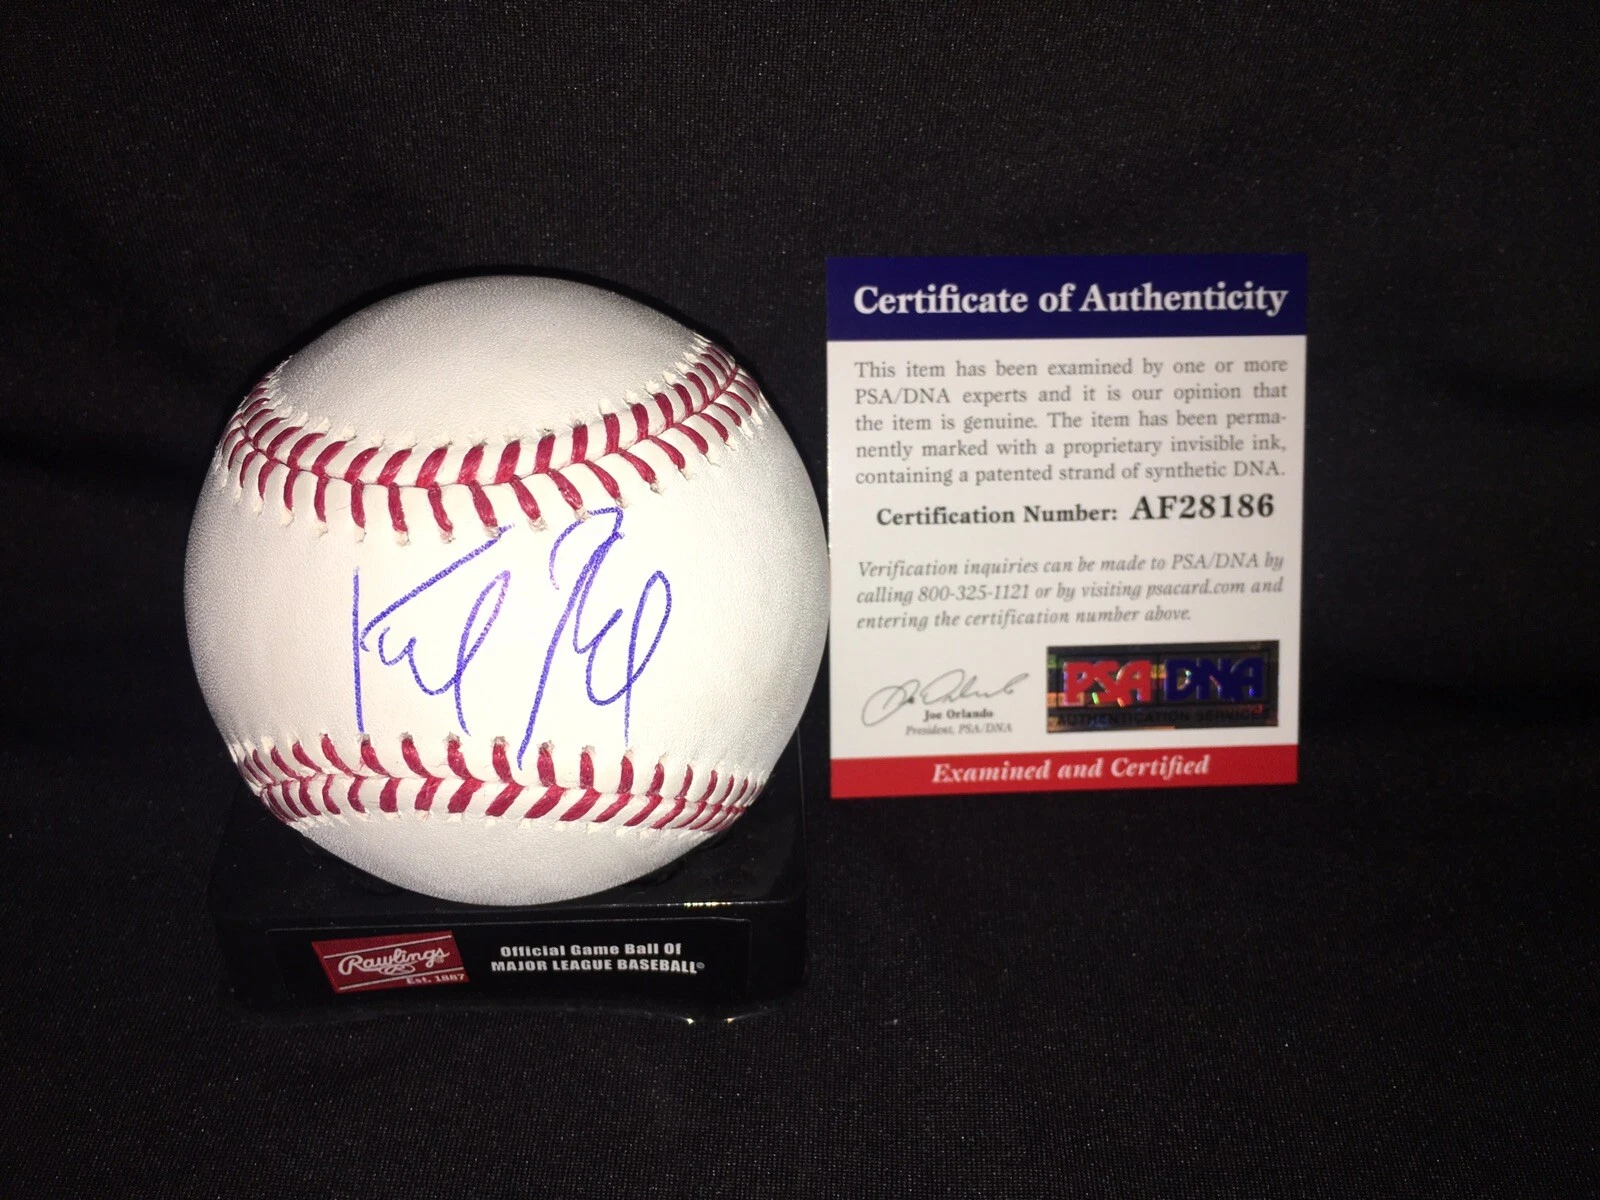 Certificate of Authenticity
This item has been examined by one or more
PSA/DNA experts and it is our opinion that
the item is genuine. The item has been perma-
nently marked with a proprietary invisible ink,
containing a patented strand of synthetic DNA.
Certification Number: AF28186
Verification inquiries can be made to PSA/DNA by
calling 800-325-1121 or by visiting psacard.com and
entering the certification number above.
Joe Orlando
President, PSA/DNA
PSA DNA
AUTHENTICATION SERVICES
Examined and Certified
Rawlings®
Est. 1887
Official Game Ball Of
MAJOR LEAGUE BASEBALL®